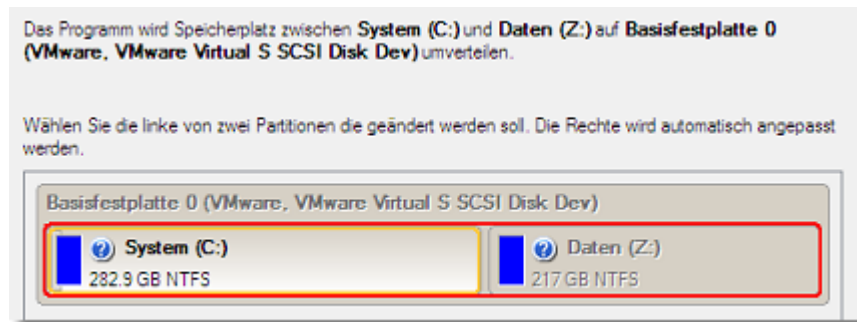 Das Programm wird Speicherplatz zwischen System (C:) und Daten (Z:) auf Basisfestplatte 0
(VMware, VMware Virtual S SCSI Disk Dev) umverteilen.
Wählen Sie die linke von zwei Partitionen die geändert werden soll. Die Rechte wird automatisch angepasst
werden.
Basisfestplatte 0 (VMware, VMware Virtual S SCSI Disk Dev)
System (C:)
282.9 GB NTFS
Daten (Z:)
217 GB NTFS